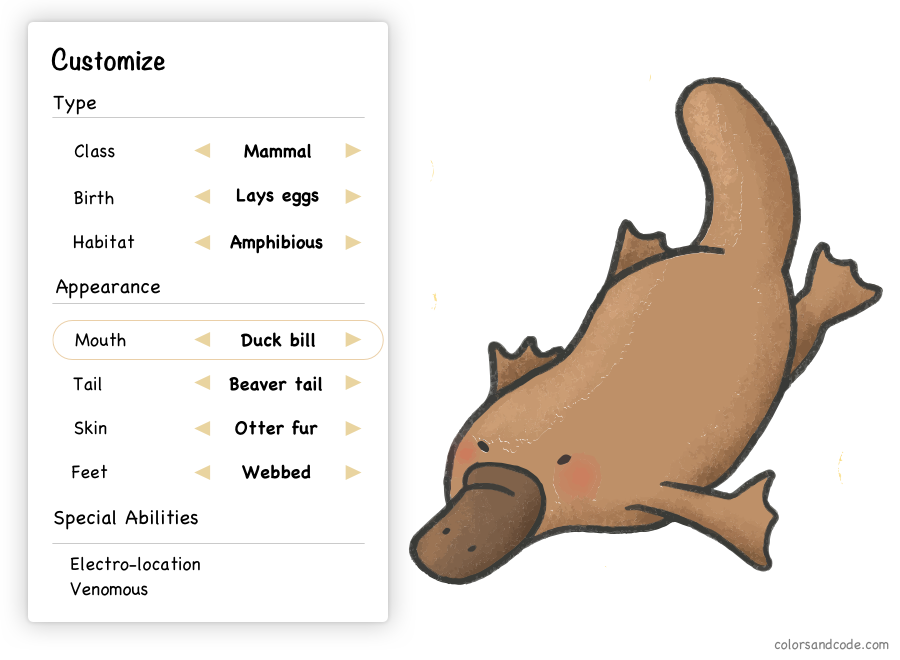 Customize
Type
Class Mammal
Birth Lays eggs
Habitat Amphibious
Appearance
Mouth Duck bill
Tail Beaver tail
Skin Otter fur
Feet Webbed
Special Abilities
Electro-location
Venomous
colorsandcode.com